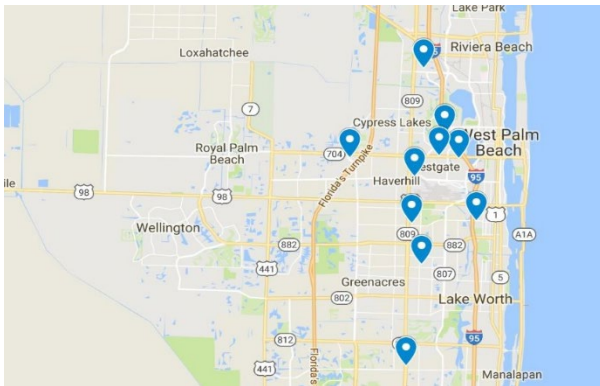 Lake Park
Loxahatchee
Riviera Beach
95
809
7
Cypress Lakes
West Palm
Beach
704
Royal Palm
Beach
Westgate
Florida's Turnpike
Haverhill
95
98
98
1
Wellington
809
A1A
882
882
441
807
5
Greenacres
802
Lake Worth
812
95
441
Florida's
Manalapan